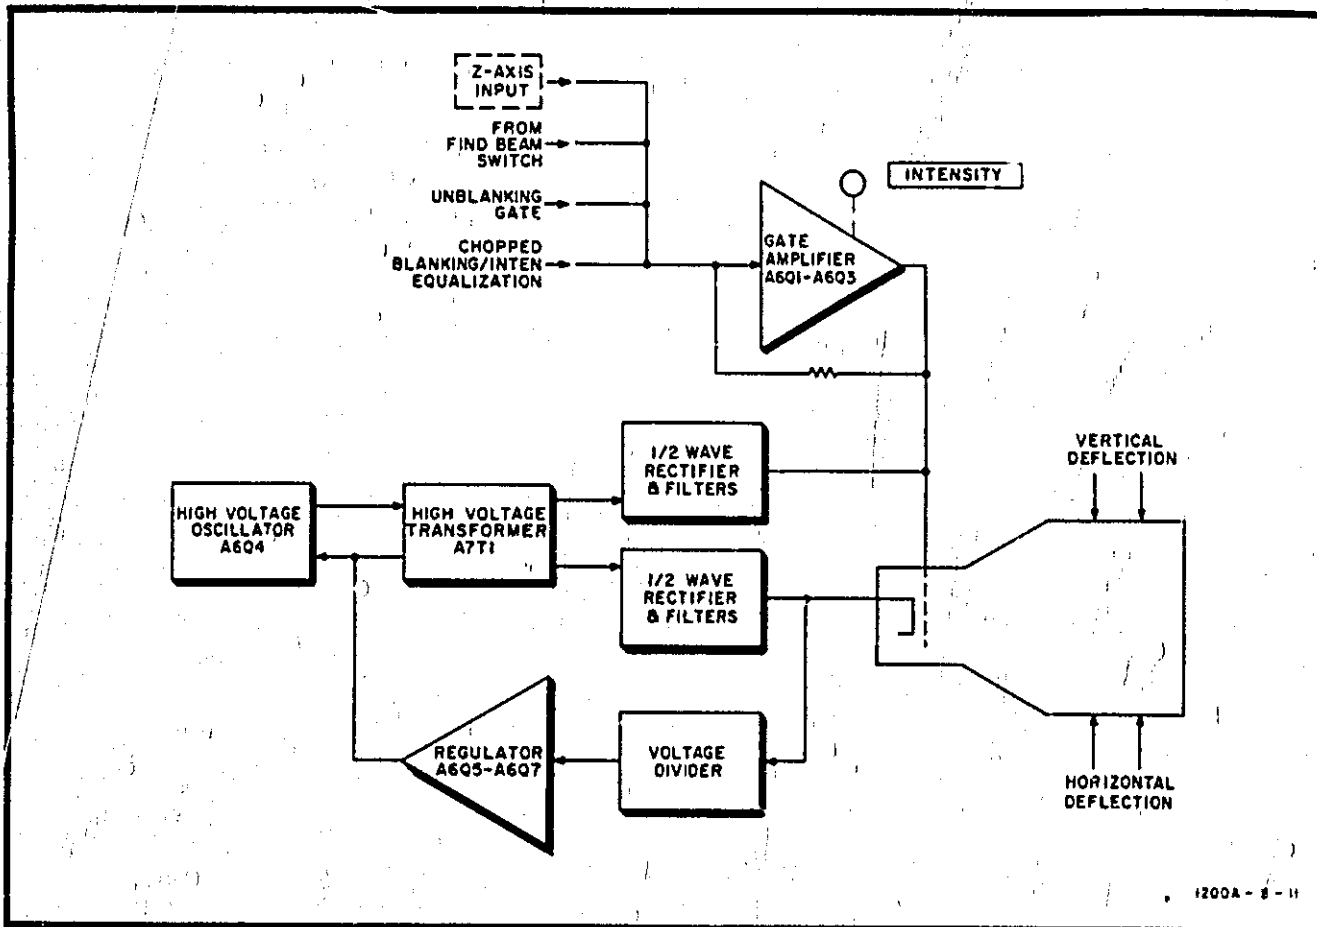 Z-AXIS
INPUT
FROM
FIND BEAM
SWITCH
UNBLANKING
GATE
CHOPPED
BLANKING/INTEN
EQUALIZATION
INTENSITY
GATE
AMPLIFIER
A6Q1-A6Q3
1/2 WAVE
RECTIFIER
& FILTERS
VERTICAL
DEFLECTION
HIGH VOLTAGE
OSCILLATOR
A6Q4
HIGH VOLTAGE
TRANSFORMER
A7T1
1/2 WAVE
RECTIFIER
& FILTERS
REGULATOR
A6Q5-A6Q7
VOLTAGE
DIVIDER
HORIZONTAL
DEFLECTION
1200A-B-11